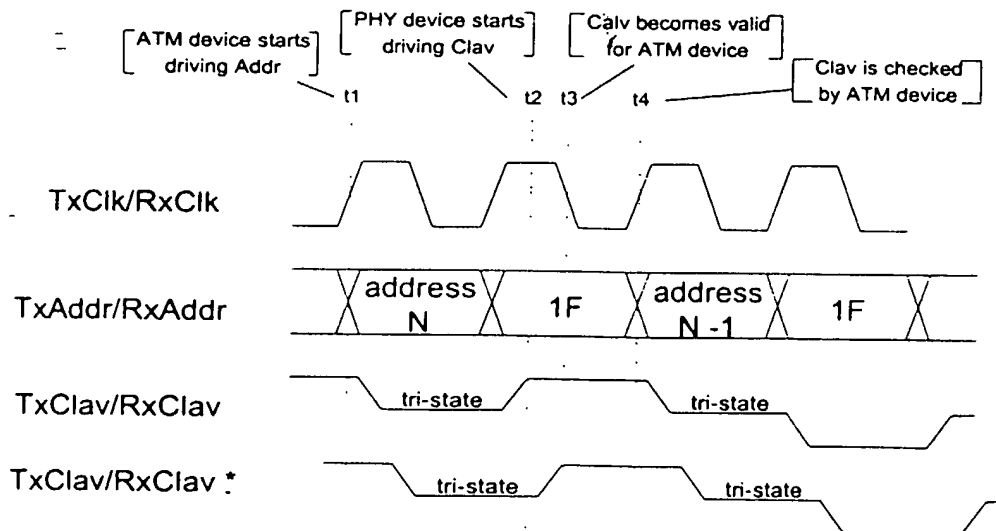 ATM device starts
driving Addr
PHY device starts
driving Clav
Calv becomes valid
for ATM device
Clav is checked
by ATM device
t1
t2
t3
t4
TxClk/RxClk
TxAddr/RxAddr
address
N
1F
address
N -1
1F
TxClav/RxClav
tri-state
tri-state
TxClav/RxClav *
tri-state
tri-state